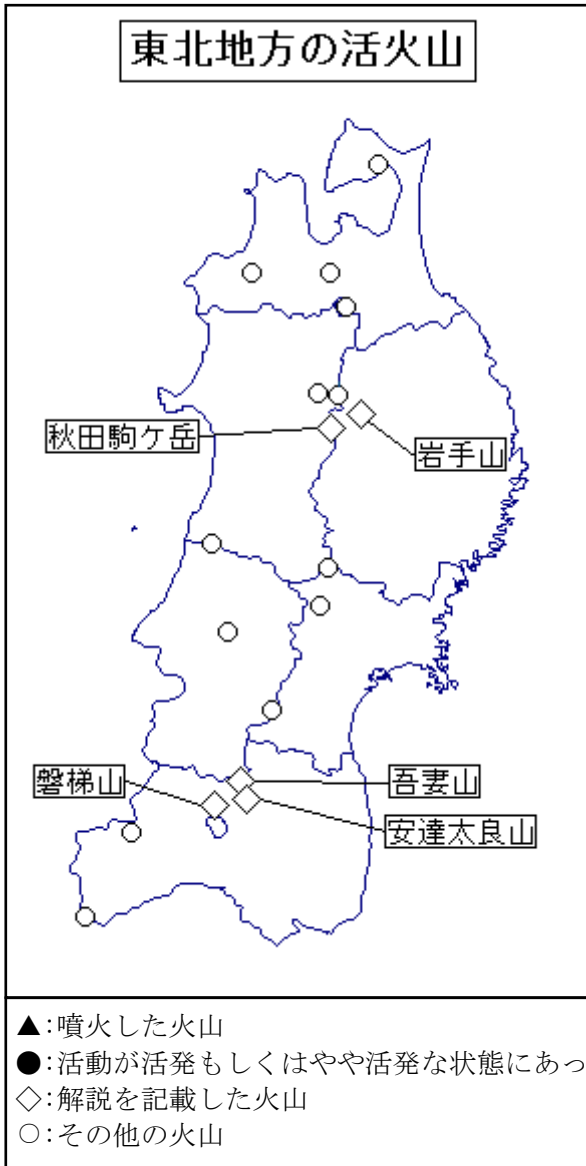 東北地方の活火山
秋田駒ケ岳
岩手山
磐梯山
吾妻山
安達太良山
▲:噴火した火山
●:活動が活発もしくはやや活発な状態にあっ
◇:解説を記載した火山
○:その他の火山